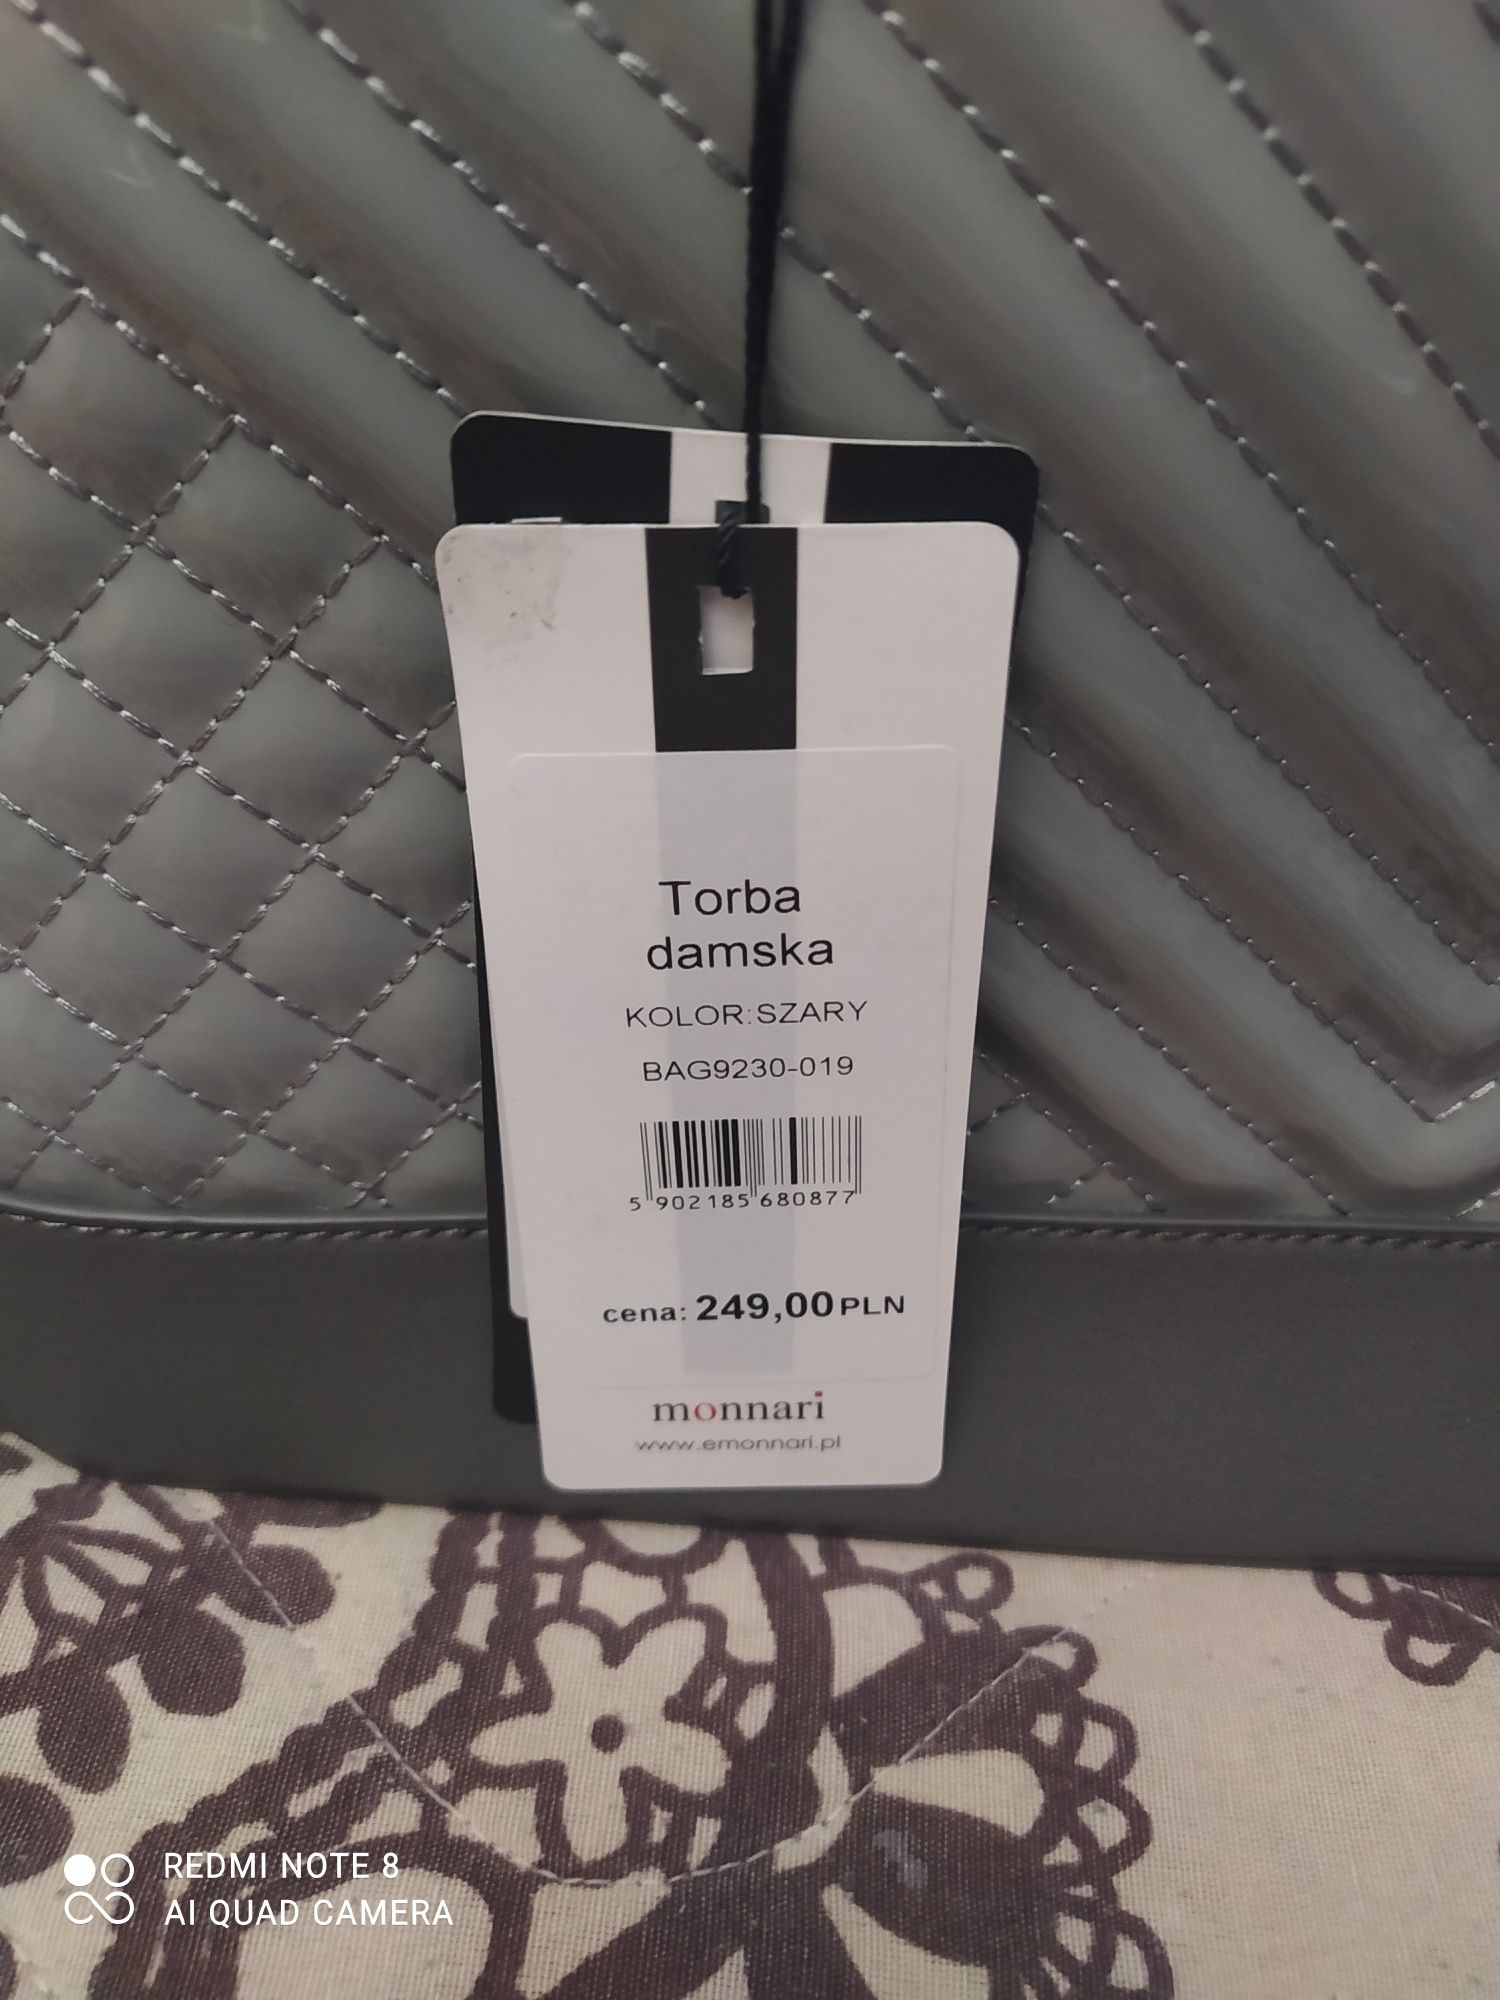 Torba
damska
KOLOR:SZARY
BAG9230-019
5 902185 680877
cena: 249,00 PLN
monnari
www.emonnari.pl
REDMI NOTE 8
AI QUAD CAMERA